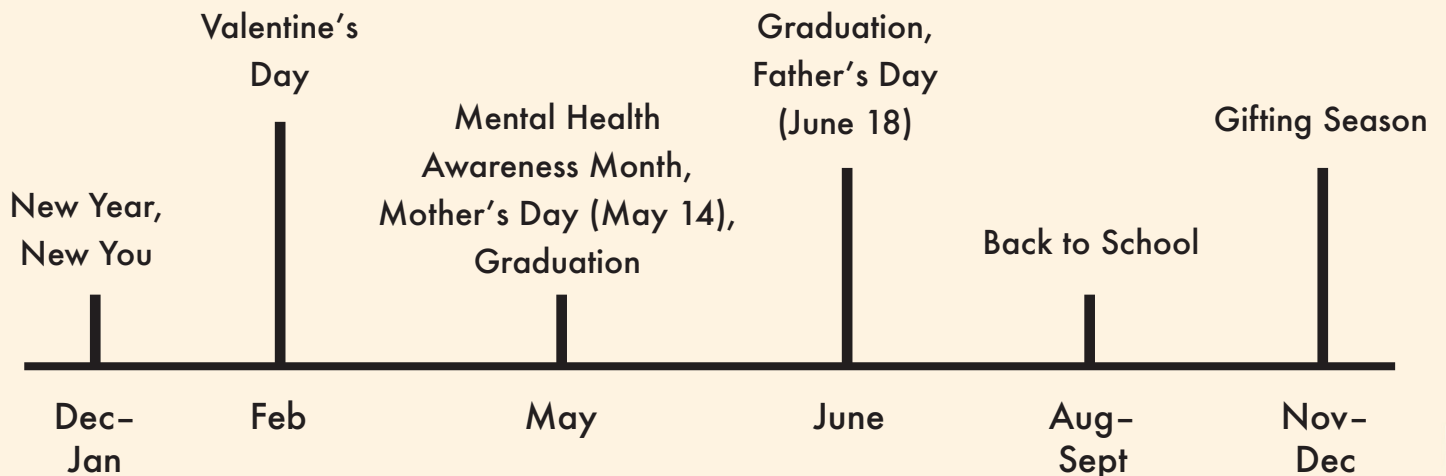 New Year,
New You
Valentine’s
Day
Mental Health
Awareness Month,
Mother’s Day (May 14),
Graduation
Graduation,
Father’s Day
(June 18)
Back to School
Gifting Season
Dec–
Jan
Feb
May
June
Aug–
Sept
Nov–
Dec